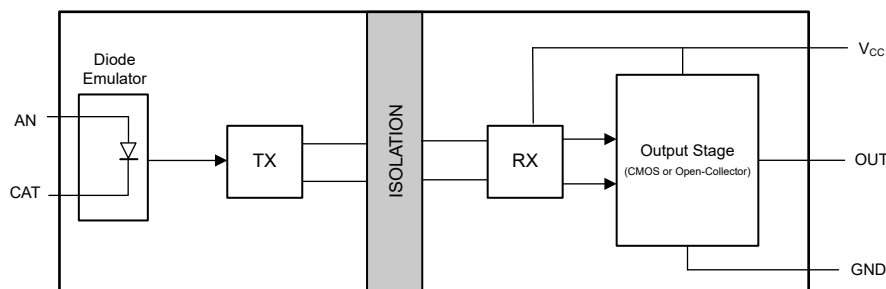 Diode
Emulator
AN
CAT
TX
ISOLATION
RX
Output Stage
(CMOS or Open-Collector)
VCC
OUT
GND